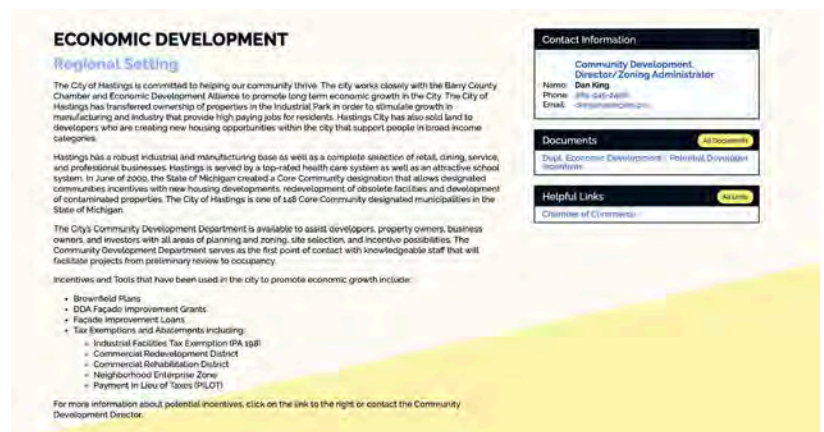 ECONOMIC DEVELOPMENT
Regional Setting
The City of Hastings is committed to helping our community thrive. The city works closely with the Barry County
Chamber and Economic Development Alliance to promote long term economic growth in the City. The City of
Hastings has transferred ownership of properties in the Industrial Park in order to stimulate growth in
manufacturing and industry that provide high paying jobs for residents. Hastings City has also sold land to
developers who are creating new housing opportunities within the city that support people in broad income
categories.
Hastings has a robust industrial and manufacturing base as well as a complete selection of retail, dining, service,
and professional businesses. Hastings is served by a top-rated health care system as well as an attractive school
system. In June of 2000, the State of Michigan created a Core Community designation that allows designated
communities incentives with new housing developments, redevelopment of obsolete facilities and development
of contaminated properties. The City of Hastings is one of 148 Core Community designated municipalities in the
State of Michigan.
The City's Community Development Department is available to assist developers, property owners, business
owners, and investors with all areas of planning and zoning, site selection, and incentive possibilities. The
Community Development Department serves as the first point of contact with knowledgeable staff that will
facilitate projects from preliminary review to occupancy.
Incentives and Tools that have been used in the city to promote economic growth include:
• Brownfield Plans
• DDA Façade Improvement Grants
• Façade Improvement Loans
• Tax Exemptions and Abatements including:
Industrial Facilities Tax Exemption (PA 198)
Commercial Redevelopment District
Commercial Rehabilitation District
Neighborhood Enterprise Zone
Payment in Lieu of Taxes (PILOT)
For more information about potential incentives, click on the link to the right or contact the Community
Development Director.
Contact Information
Community Development
Director/Zoning Administrator
Name: Dan King
Phone:
Email:
Documents
All Documents
Dept. Economic Development - Potential Developer
Incentives
Helpful Links
All Links
Chamber of Commerce